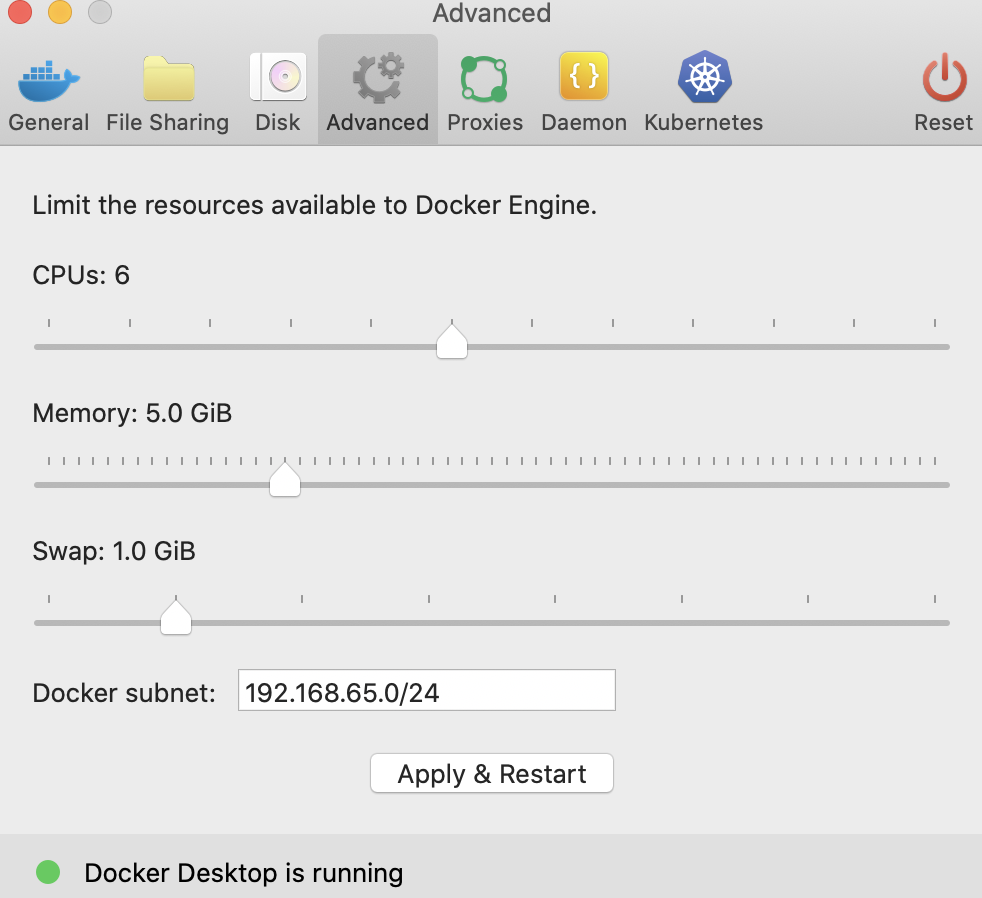 Advanced
General File Sharing Disk Advanced Proxies Daemon Kubernetes Reset
Limit the resources available to Docker Engine.
CPUs: 6
Memory: 5.0 GiB
Swap: 1.0 GiB
Docker subnet: 192.168.65.0/24
Apply & Restart
Docker Desktop is running